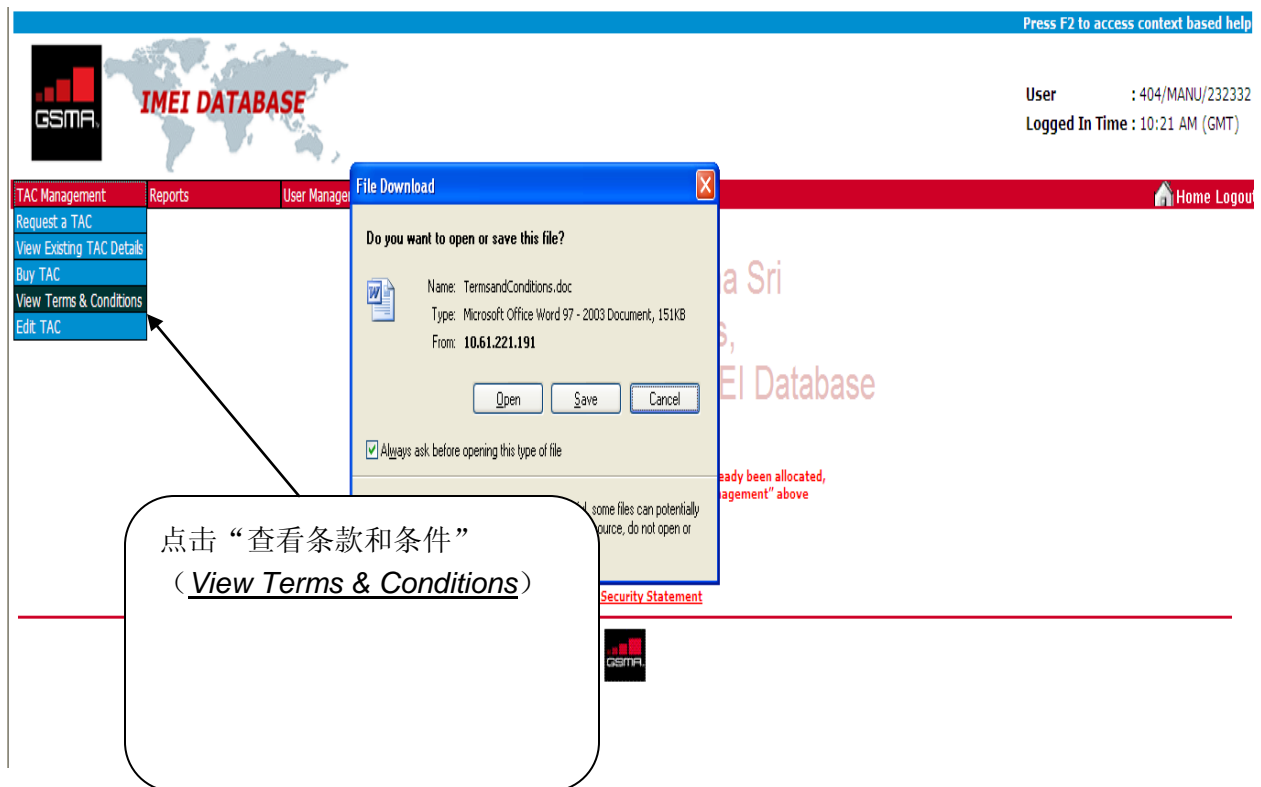 Press F2 to access context based help
GSMA
IMEI DATABASE
User : 404/MANU/232332
Logged In Time : 10:21 AM (GMT)
TAC Management Reports User Manage Home Logout
Request a TAC
View Existing TAC Details
Buy TAC
View Terms & Conditions
Edit TAC
File Download
Do you want to open or save this file?
Name: TermsandConditions.doc
Type: Microsoft Office Word 97 - 2003 Document, 151KB
From: 10.61.221.191
Open Save Cancel
Always ask before opening this type of file
some files can potentially
ource, do not open or
a Sri
s,
EI Database
eady been allocated,
agement" above
点击“查看条款和条件”
（View Terms & Conditions）
Security Statement
GSMA